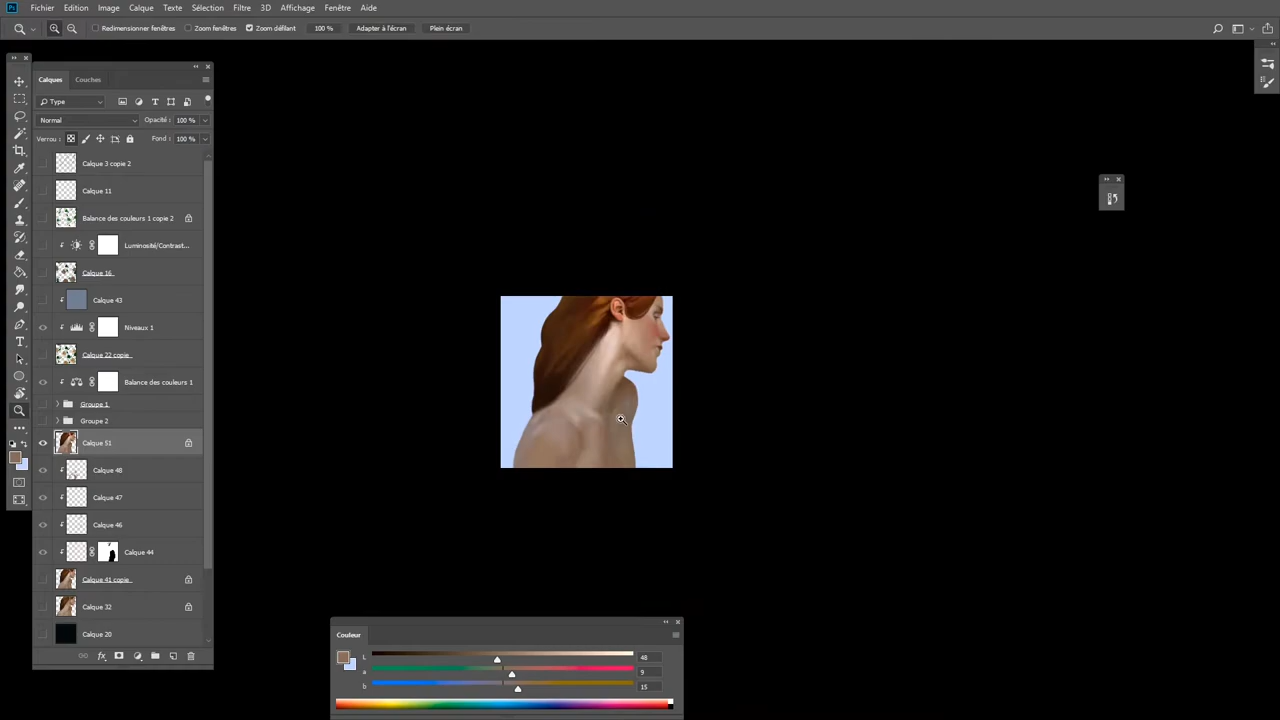 Ps Fichier Edition Image Calque Texte Sélection Filtre 3D Affichage Fenêtre Aide
Redimensionner fenêtres Zoom fenêtres Zoom défilant 100 % Adapter à l'écran Plein écran
Calques Couches
Type
Normal Opacité : 100 %
Verrou : Fond : 100 %
Calque 3 copie 2
Calque 11
Balance des couleurs 1 copie 2
Luminosité/Contrast...
Calque 16
Calque 43
Niveaux 1
Calque 22 copie
Balance des couleurs 1
Groupe 1
Groupe 2
Calque 51
Calque 48
Calque 47
Calque 46
Calque 44
Calque 41 copie
Calque 32
Calque 20
fx
Couleur
L 48
a 9
b 15